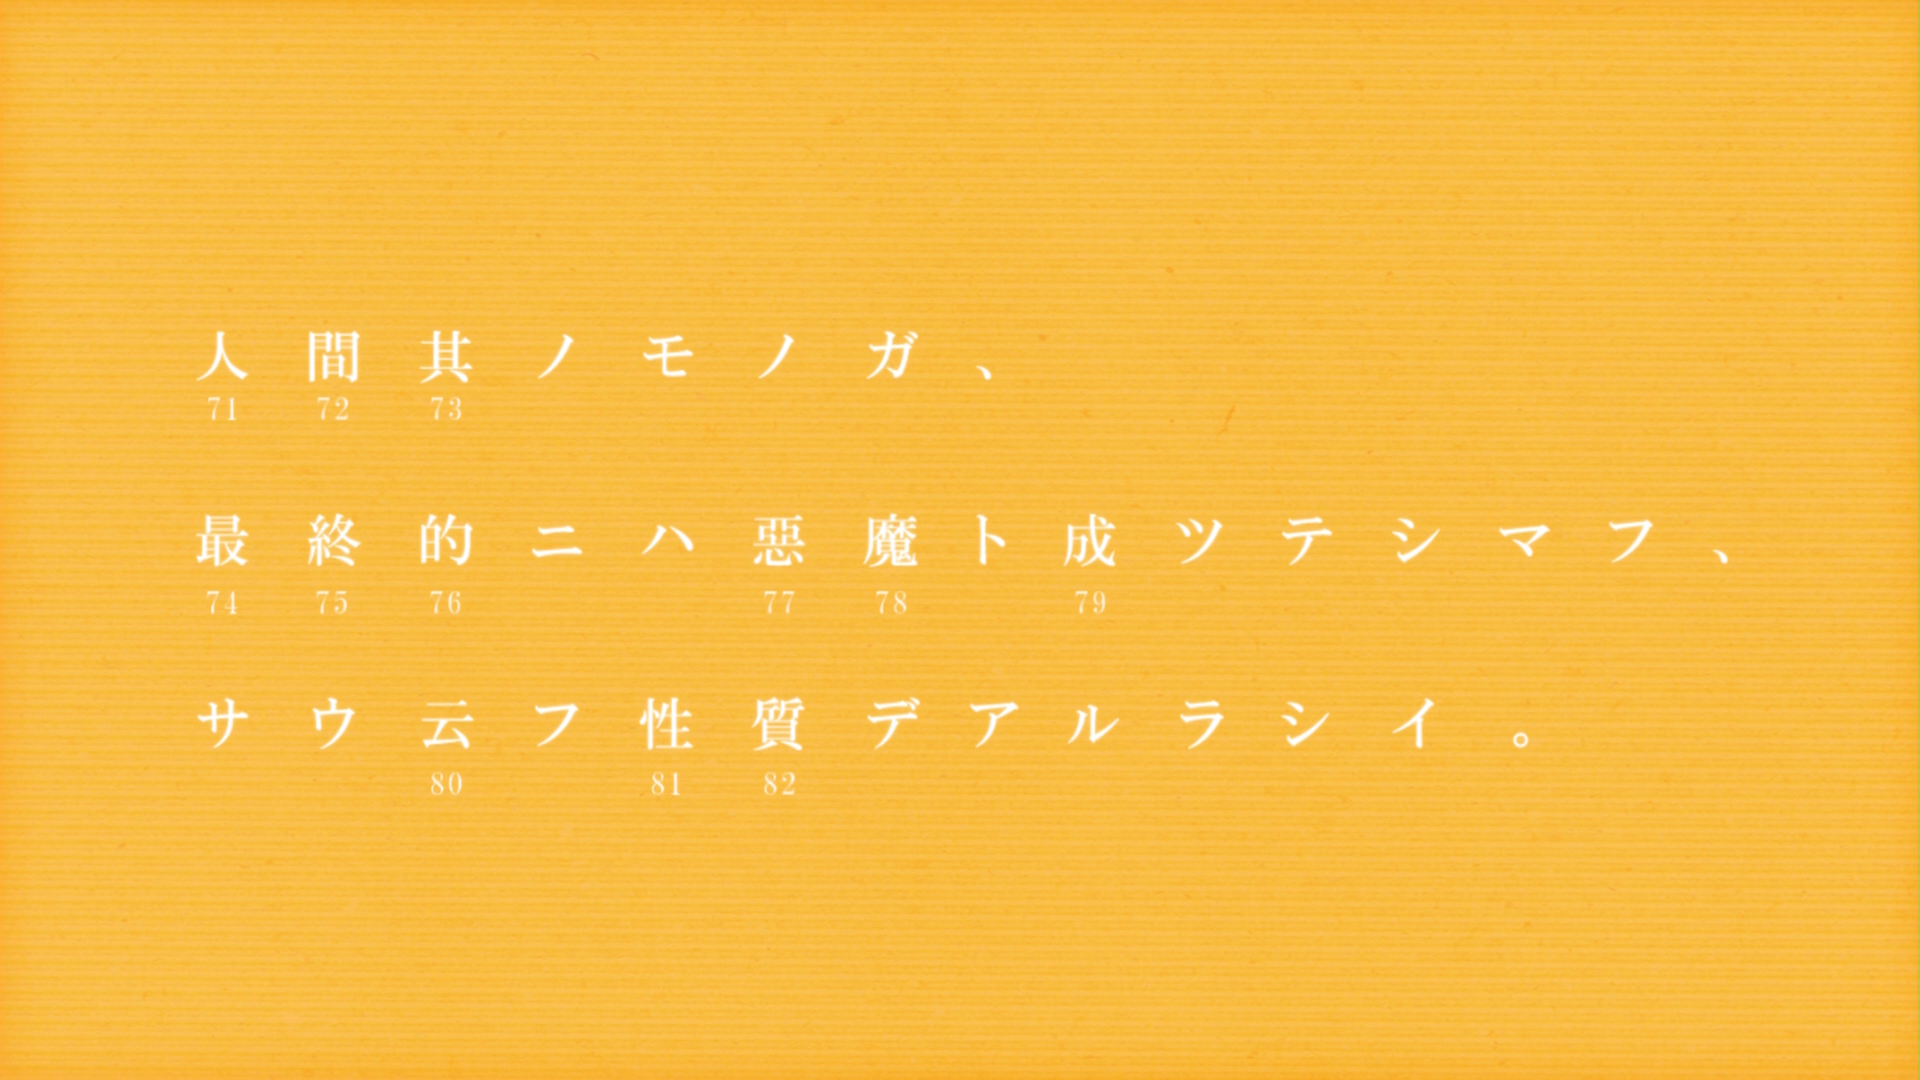 人間其ノモノガ、
71 72 73
最終的ニハ惡魔ト成ツテシマフ、
74 75 76 77 78 79
サウ云フ性質デアルラシイ。
80 81 82